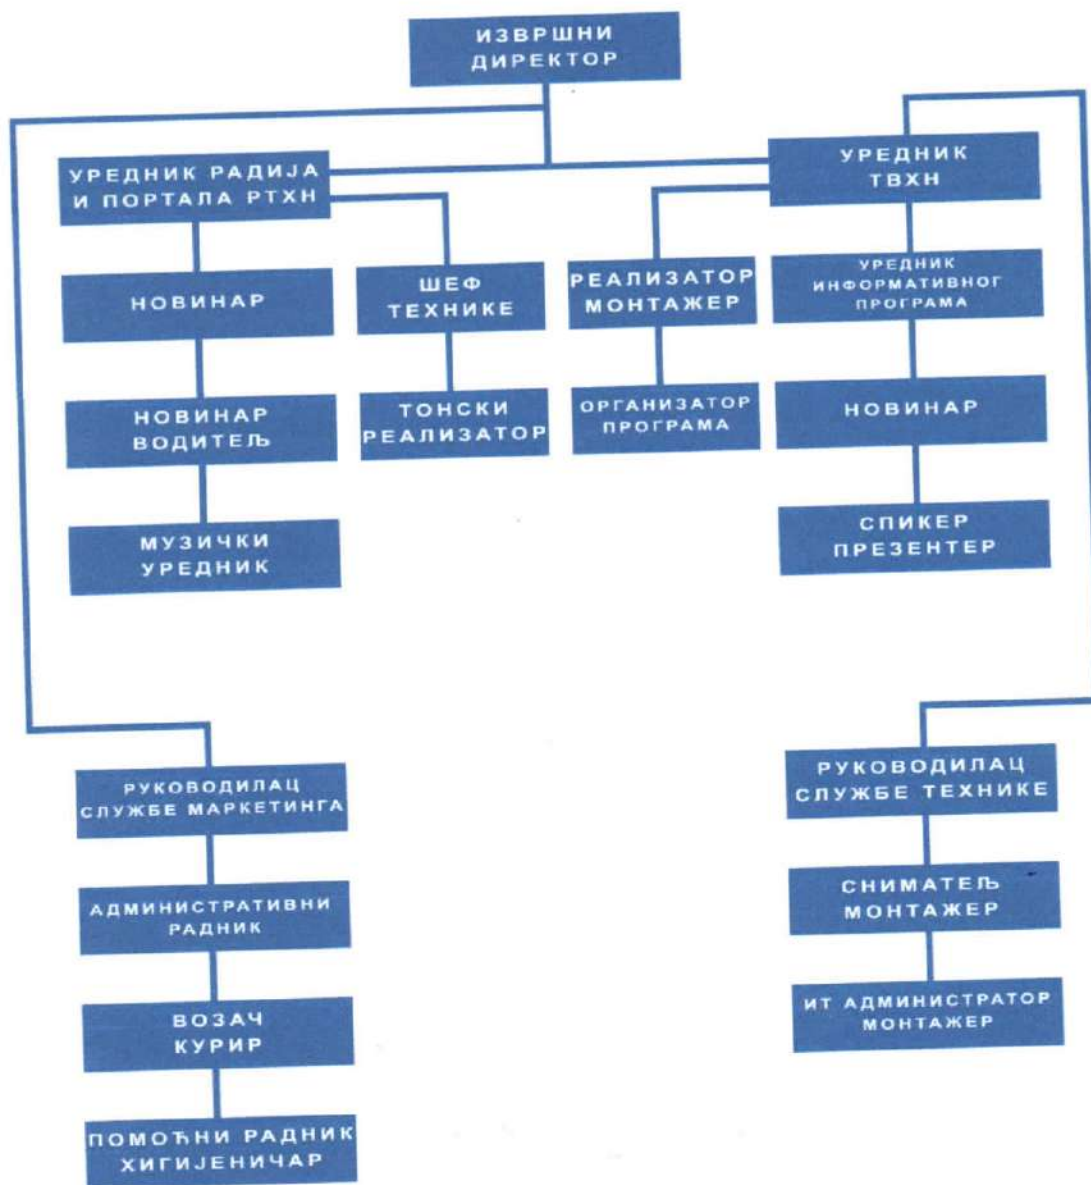 ИЗВРШНИ
ДИРЕКТОР
УРЕДНИК РАДИЈА
И ПОРТАЛА РТХН
УРЕДНИК
ТВХН
НОВИНАР
ШЕФ
ТЕХНИКЕ
РЕАЛИЗАТОР
МОНТАЖЕР
УРЕДНИК
ИНФОРМАТИВНОГ
ПРОГРАМА
НОВИНАР
ВОДИТЕЉ
ТОНСКИ
РЕАЛИЗАТОР
ОРГАНИЗАТОР
ПРОГРАМА
НОВИНАР
МУЗИЧКИ
УРЕДНИК
СПИКЕР
ПРЕЗЕНТЕР
РУКОВОДИЛАЦ
СЛУЖБЕ МАРКЕТИНГА
РУКОВОДИЛАЦ
СЛУЖБЕ ТЕХНИКЕ
АДМИНИСТРАТИВНИ
РАДНИК
СНИМАТЕЉ
МОНТАЖЕР
ВОЗАЧ
КУРИР
ИТ АДМИНИСТРАТОР
МОНТАЖЕР
ПОМОЋНИ РАДНИК
ХИГИЈЕНИЧАР